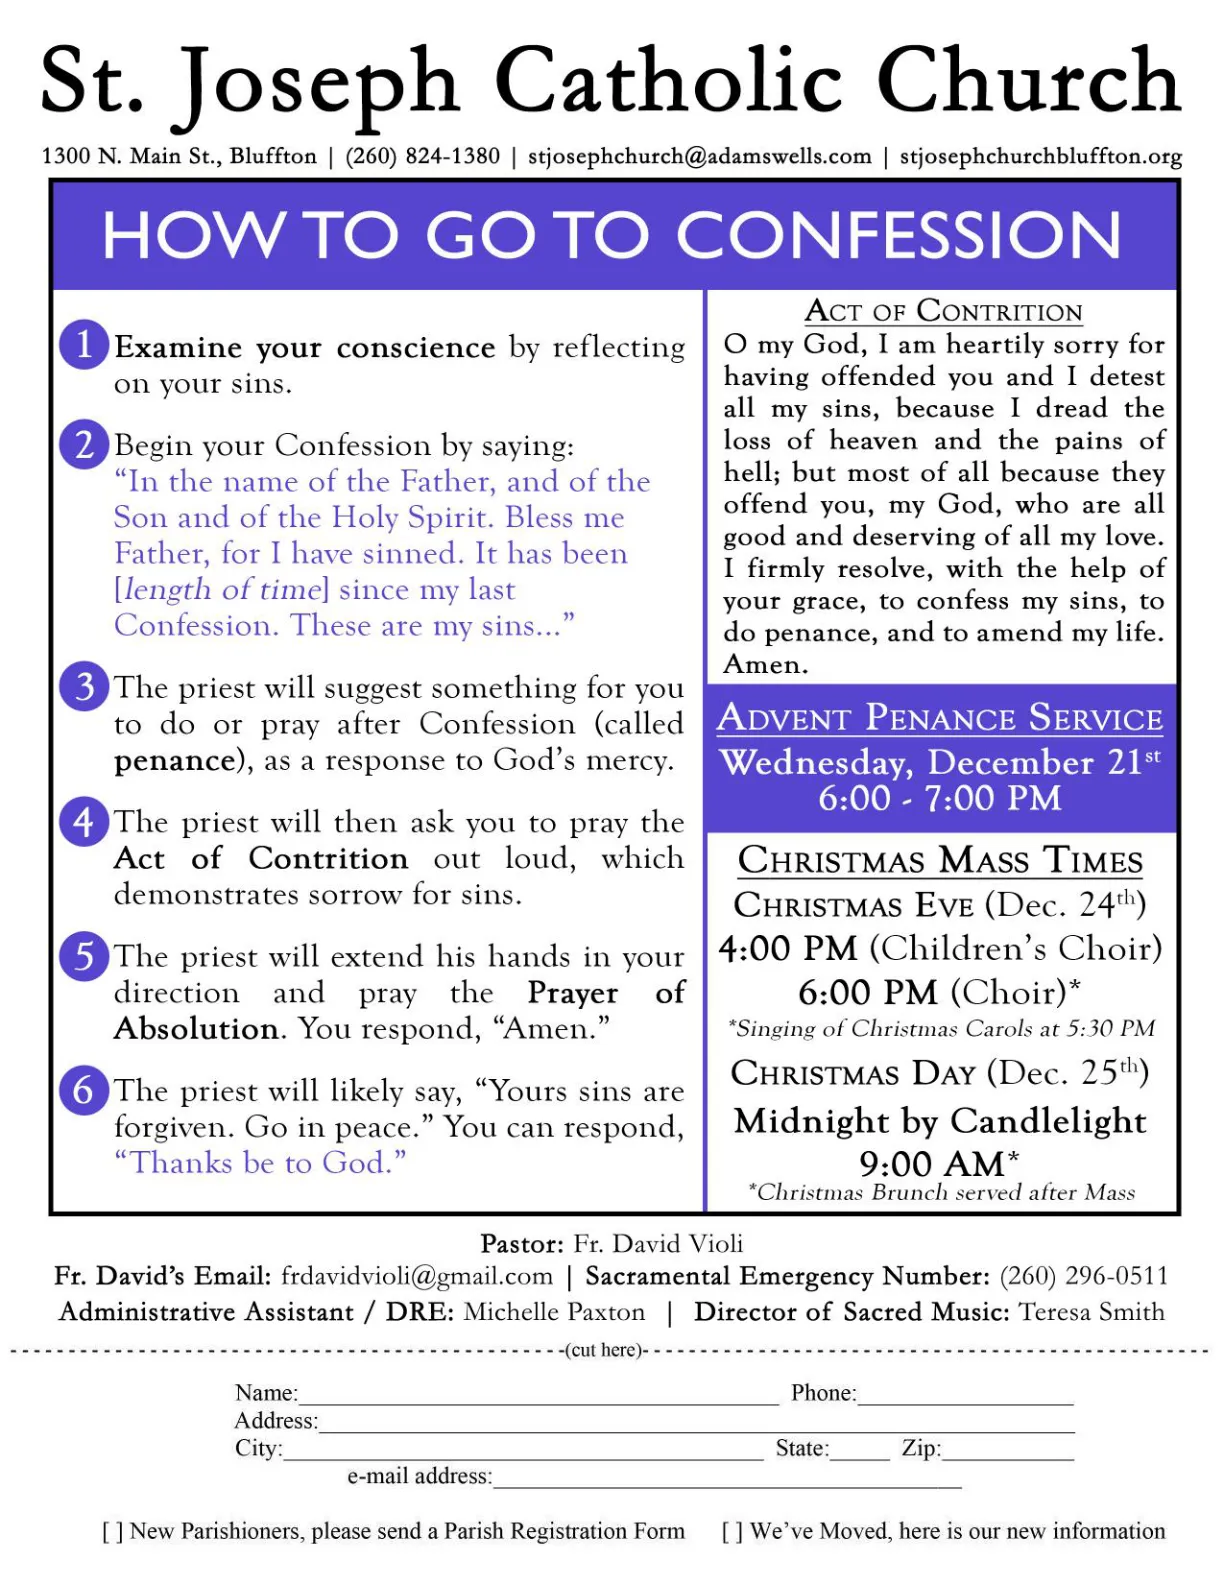 St. Joseph Catholic Church
1300 N. Main St., Bluffton | (260) 824-1380 | stjosephchurch@adamswells.com | stjosephchurchbluffton.org
HOW TO GO TO CONFESSION
1 Examine your conscience by reflecting
on your sins.
2 Begin your Confession by saying:
“In the name of the Father, and of the
Son and of the Holy Spirit. Bless me
Father, for I have sinned. It has been
[length of time] since my last
Confession. These are my sins...”
3 The priest will suggest something for you
to do or pray after Confession (called
penance), as a response to God’s mercy.
4 The priest will then ask you to pray the
Act of Contrition out loud, which
demonstrates sorrow for sins.
5 The priest will extend his hands in your
direction and pray the Prayer of
Absolution. You respond, “Amen.”
6 The priest will likely say, “Yours sins are
forgiven. Go in peace.” You can respond,
“Thanks be to God.”
ACT OF CONTRITION
O my God, I am heartily sorry for
having offended you and I detest
all my sins, because I dread the
loss of heaven and the pains of
hell; but most of all because they
offend you, my God, who are all
good and deserving of all my love.
I firmly resolve, with the help of
your grace, to confess my sins, to
do penance, and to amend my life.
Amen.
ADVENT PENANCE SERVICE
Wednesday, December 21st
6:00 - 7:00 PM
CHRISTMAS MASS TIMES
CHRISTMAS EVE (Dec. 24th)
4:00 PM (Children’s Choir)
6:00 PM (Choir)*
*Singing of Christmas Carols at 5:30 PM
CHRISTMAS DAY (Dec. 25th)
Midnight by Candlelight
9:00 AM*
*Christmas Brunch served after Mass
Pastor: Fr. David Violi
Fr. David’s Email: frdavidvioli@gmail.com | Sacramental Emergency Number: (260) 296-0511
Administrative Assistant / DRE: Michelle Paxton | Director of Sacred Music: Teresa Smith
(cut here)
Name: Phone:
Address:
City: State: Zip:
e-mail address:
[ ] New Parishioners, please send a Parish Registration Form [ ] We’ve Moved, here is our new information